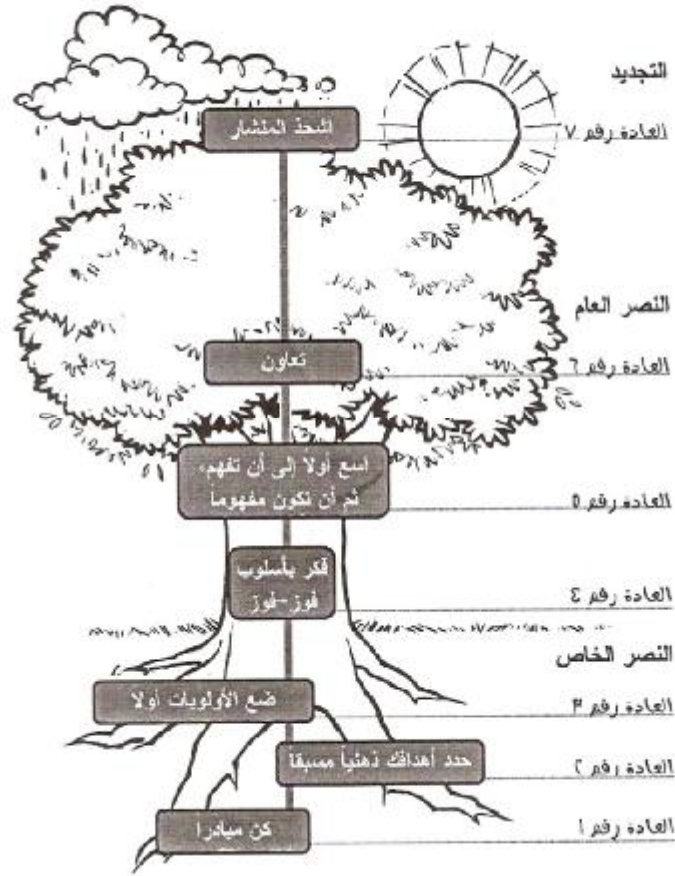 التجديد
اشحذ المنشار
العادة رقم ٧
النصر العام
تعاون
العادة رقم ٦
اسع أولاً إلى أن تفهم،
ثم أن تكون مفهوماً
العادة رقم ٥
فكر بأسلوب
فوز-فوز
العادة رقم ٤
النصر الخاص
ضع الأولويات أولاً
العادة رقم ٣
حدد أهدافك ذهنياً مسبقاً
العادة رقم ٢
كن مبادراً
العادة رقم ١